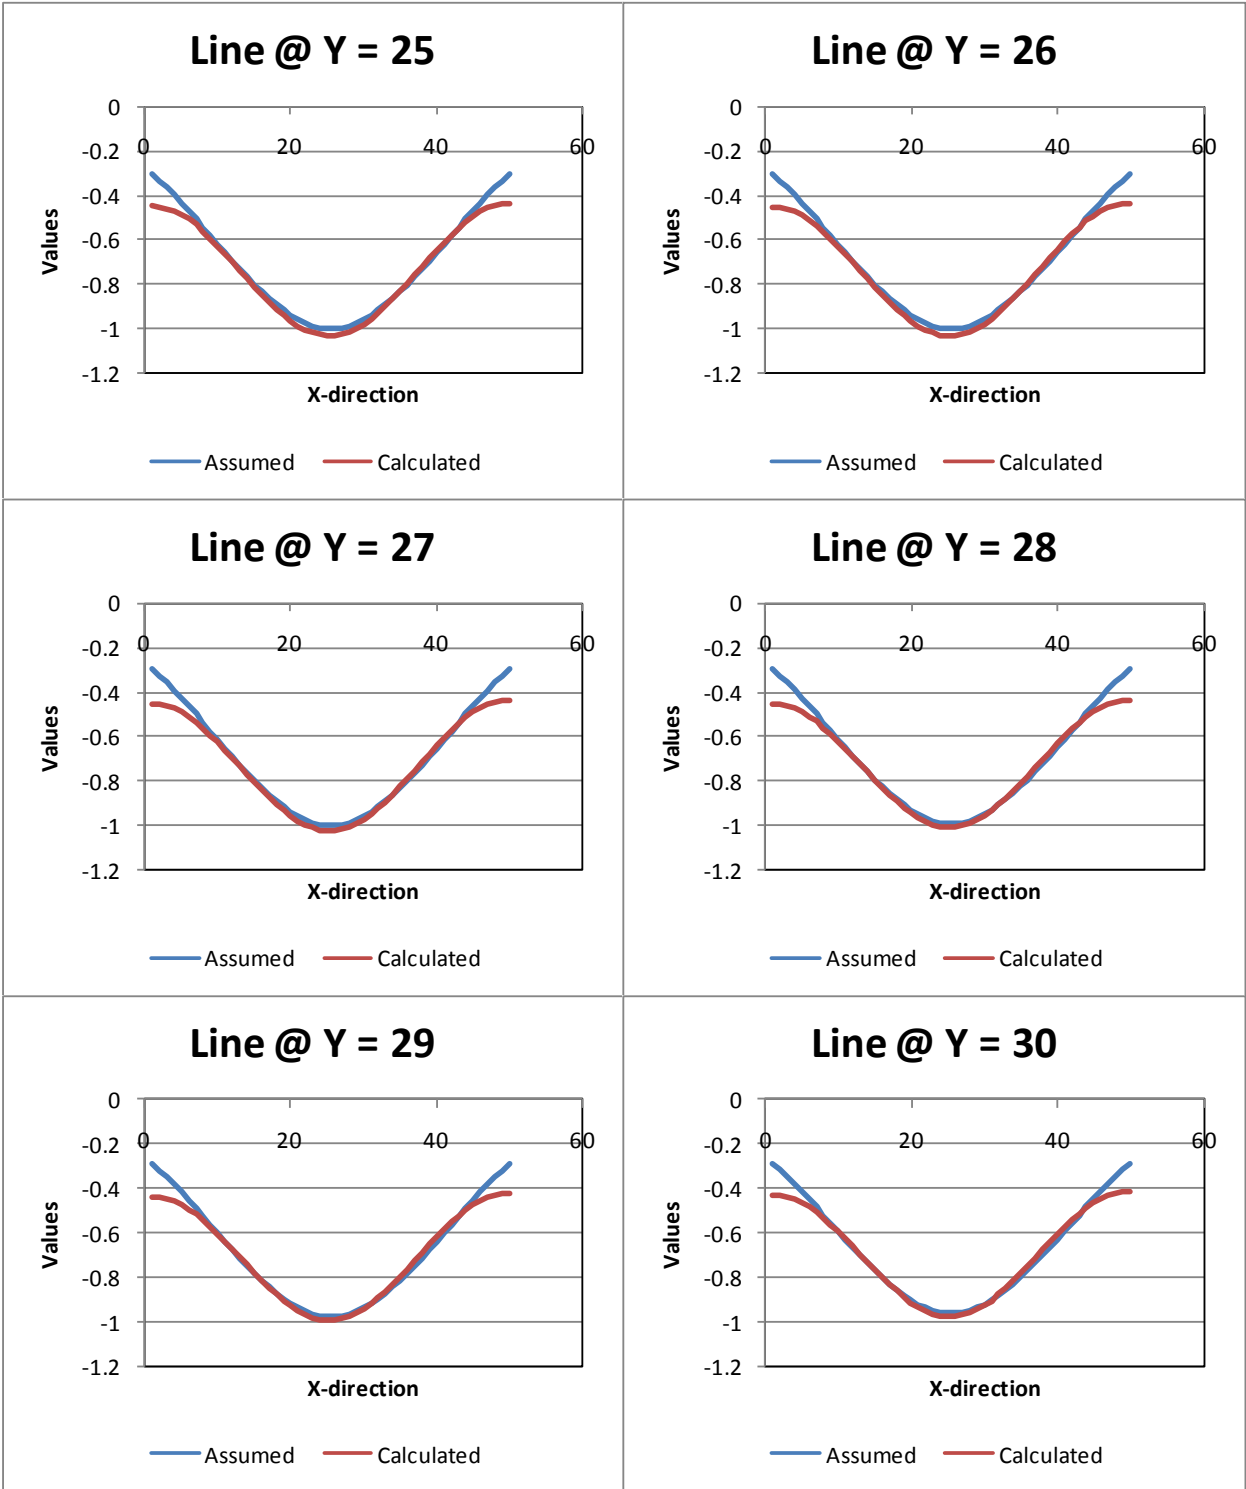 Line @ Y = 25
0
0 20 40 60
-0.2
-0.4
-0.6
-0.8
-1
-1.2
Values
X-direction
Assumed Calculated
Line @ Y = 26
0
0 20 40 60
-0.2
-0.4
-0.6
-0.8
-1
-1.2
Values
X-direction
Assumed Calculated
Line @ Y = 27
0
0 20 40 60
-0.2
-0.4
-0.6
-0.8
-1
-1.2
Values
X-direction
Assumed Calculated
Line @ Y = 28
0
0 20 40 60
-0.2
-0.4
-0.6
-0.8
-1
-1.2
Values
X-direction
Assumed Calculated
Line @ Y = 29
0
0 20 40 60
-0.2
-0.4
-0.6
-0.8
-1
-1.2
Values
X-direction
Assumed Calculated
Line @ Y = 30
0
0 20 40 60
-0.2
-0.4
-0.6
-0.8
-1
-1.2
Values
X-direction
Assumed Calculated